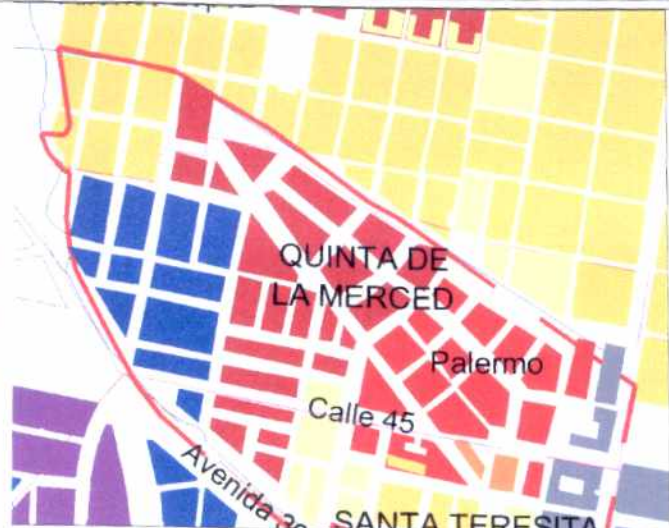 QUINTA DE
LA MERCED
Palermo
Calle 45
Avenida
SANTA TERESITA